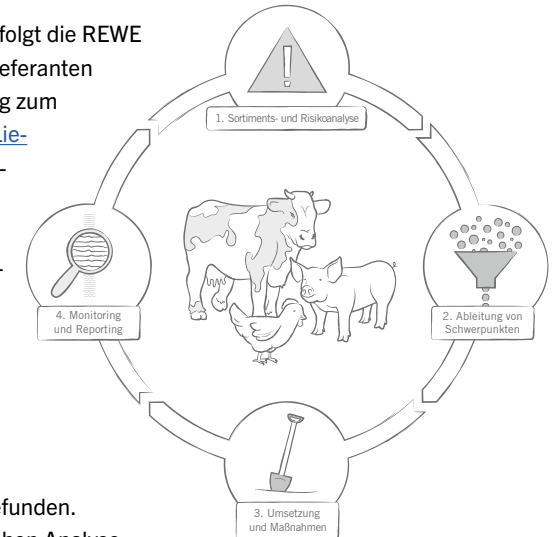 folgt die REWE
eferanten
g zum
ie-
-
-
efunden.
1. Sortiments- und Risikoanalyse
2. Ableitung von
Schwerpunkten
3. Umsetzung
und Maßnahmen
4. Monitoring
und Reporting